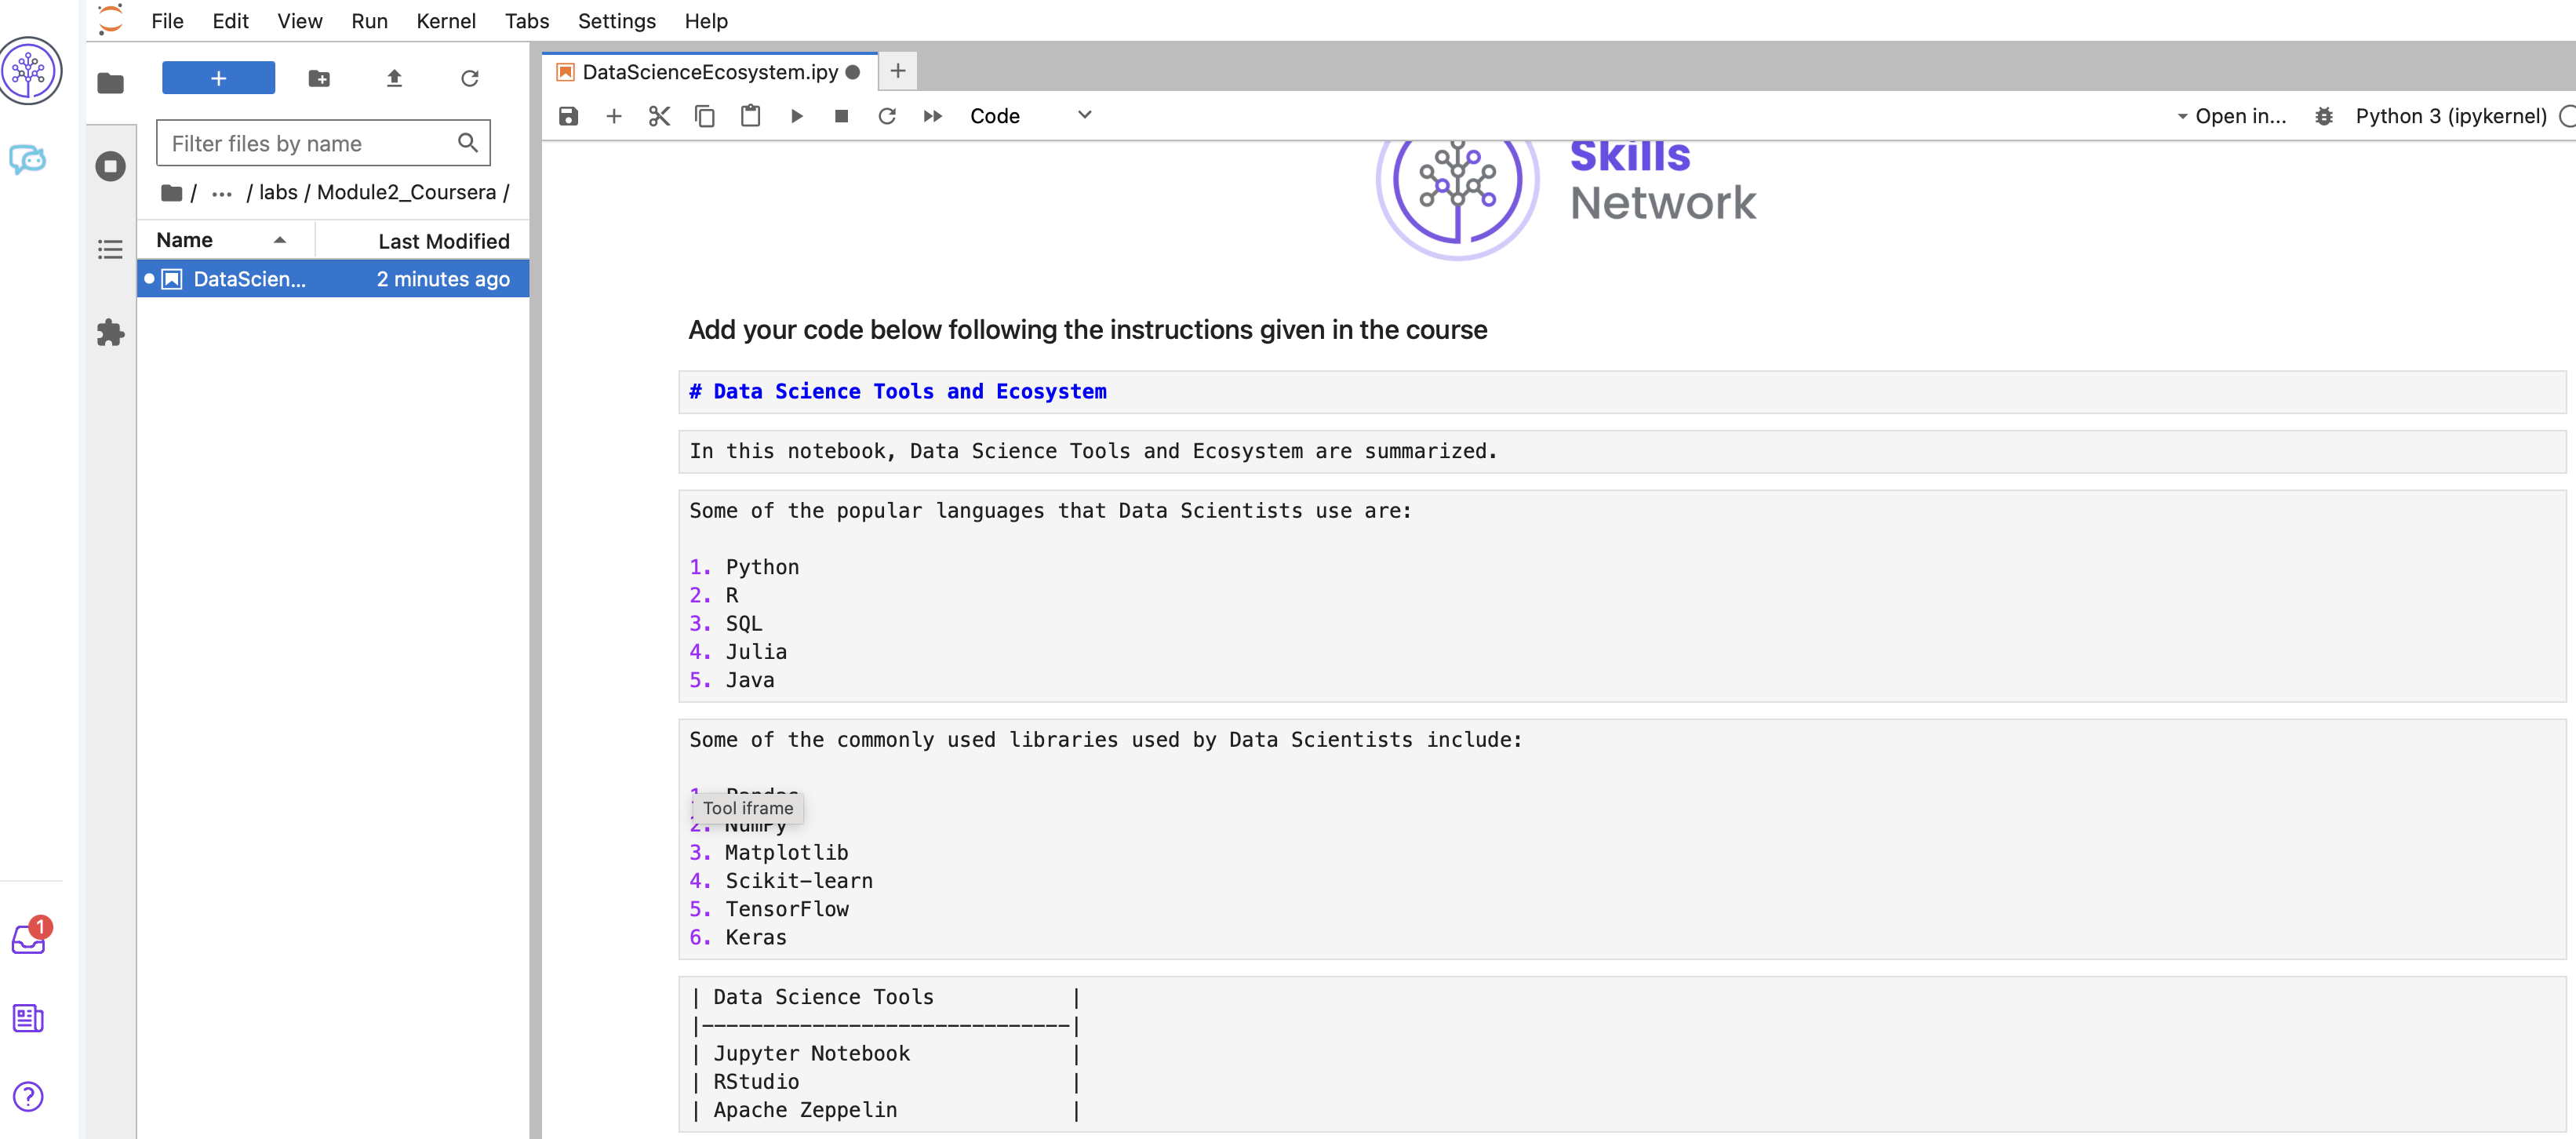 File Edit View Run Kernel Tabs Settings Help
+
Filter files by name
/ … / labs / Module2_Coursera /
Name Last Modified
DataScien... 2 minutes ago
1
DataScienceEcosystem.ipy
+
Code
Open in...
Python 3 (ipykernel)
Skills
Network
Add your code below following the instructions given in the course
# Data Science Tools and Ecosystem
In this notebook, Data Science Tools and Ecosystem are summarized.
Some of the popular languages that Data Scientists use are:
1. Python
2. R
3. SQL
4. Julia
5. Java
Some of the commonly used libraries used by Data Scientists include:
1. Pandas
Tool iframe
2. NumPy
3. Matplotlib
4. Scikit-learn
5. TensorFlow
6. Keras
| Data Science Tools |
|------------------------------|
| Jupyter Notebook |
| RStudio |
| Apache Zeppelin |